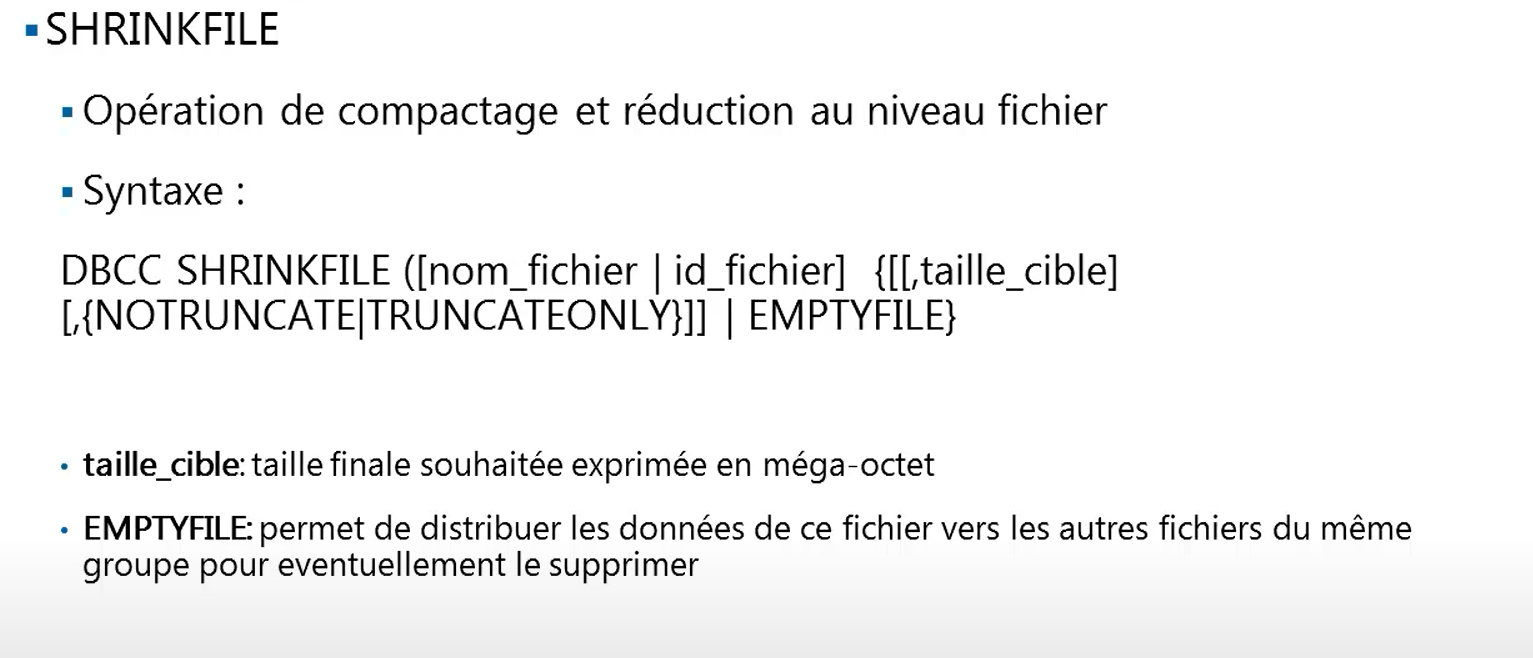 SHRINKFILE
Opération de compactage et réduction au niveau fichier
Syntaxe :
DBCC SHRINKFILE ([nom_fichier | id_fichier] {[[,taille_cible]
[,{NOTRUNCATE|TRUNCATEONLY}]] | EMPTYFILE}
taille_cible: taille finale souhaitée exprimée en méga-octet
EMPTYFILE: permet de distribuer les données de ce fichier vers les autres fichiers du même
groupe pour eventuellement le supprimer